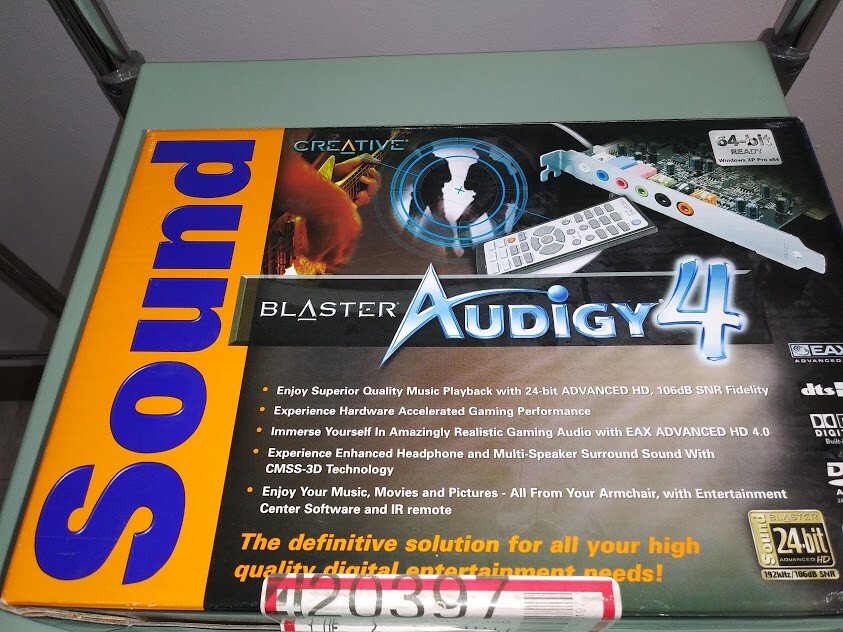 Sound
CREATIVE
64-bit
READY
Windows XP Pro x64
BLASTER AUDIGY 4
EAX
ADVANCED
dts
• Enjoy Superior Quality Music Playback with 24-bit ADVANCED HD, 106dB SNR Fidelity
• Experience Hardware Accelerated Gaming Performance
• Immerse Yourself In Amazingly Realistic Gaming Audio with EAX ADVANCED HD 4.0
• Experience Enhanced Headphone and Multi-Speaker Surround Sound With
CMSS-3D Technology
• Enjoy Your Music, Movies and Pictures - All From Your Armchair, with Entertainment
Center Software and IR remote
The definitive solution for all your high
quality digital entertainment needs!
Sound
BLASTER
24-bit
ADVANCED HD
192kHz/106dB SNR
420397